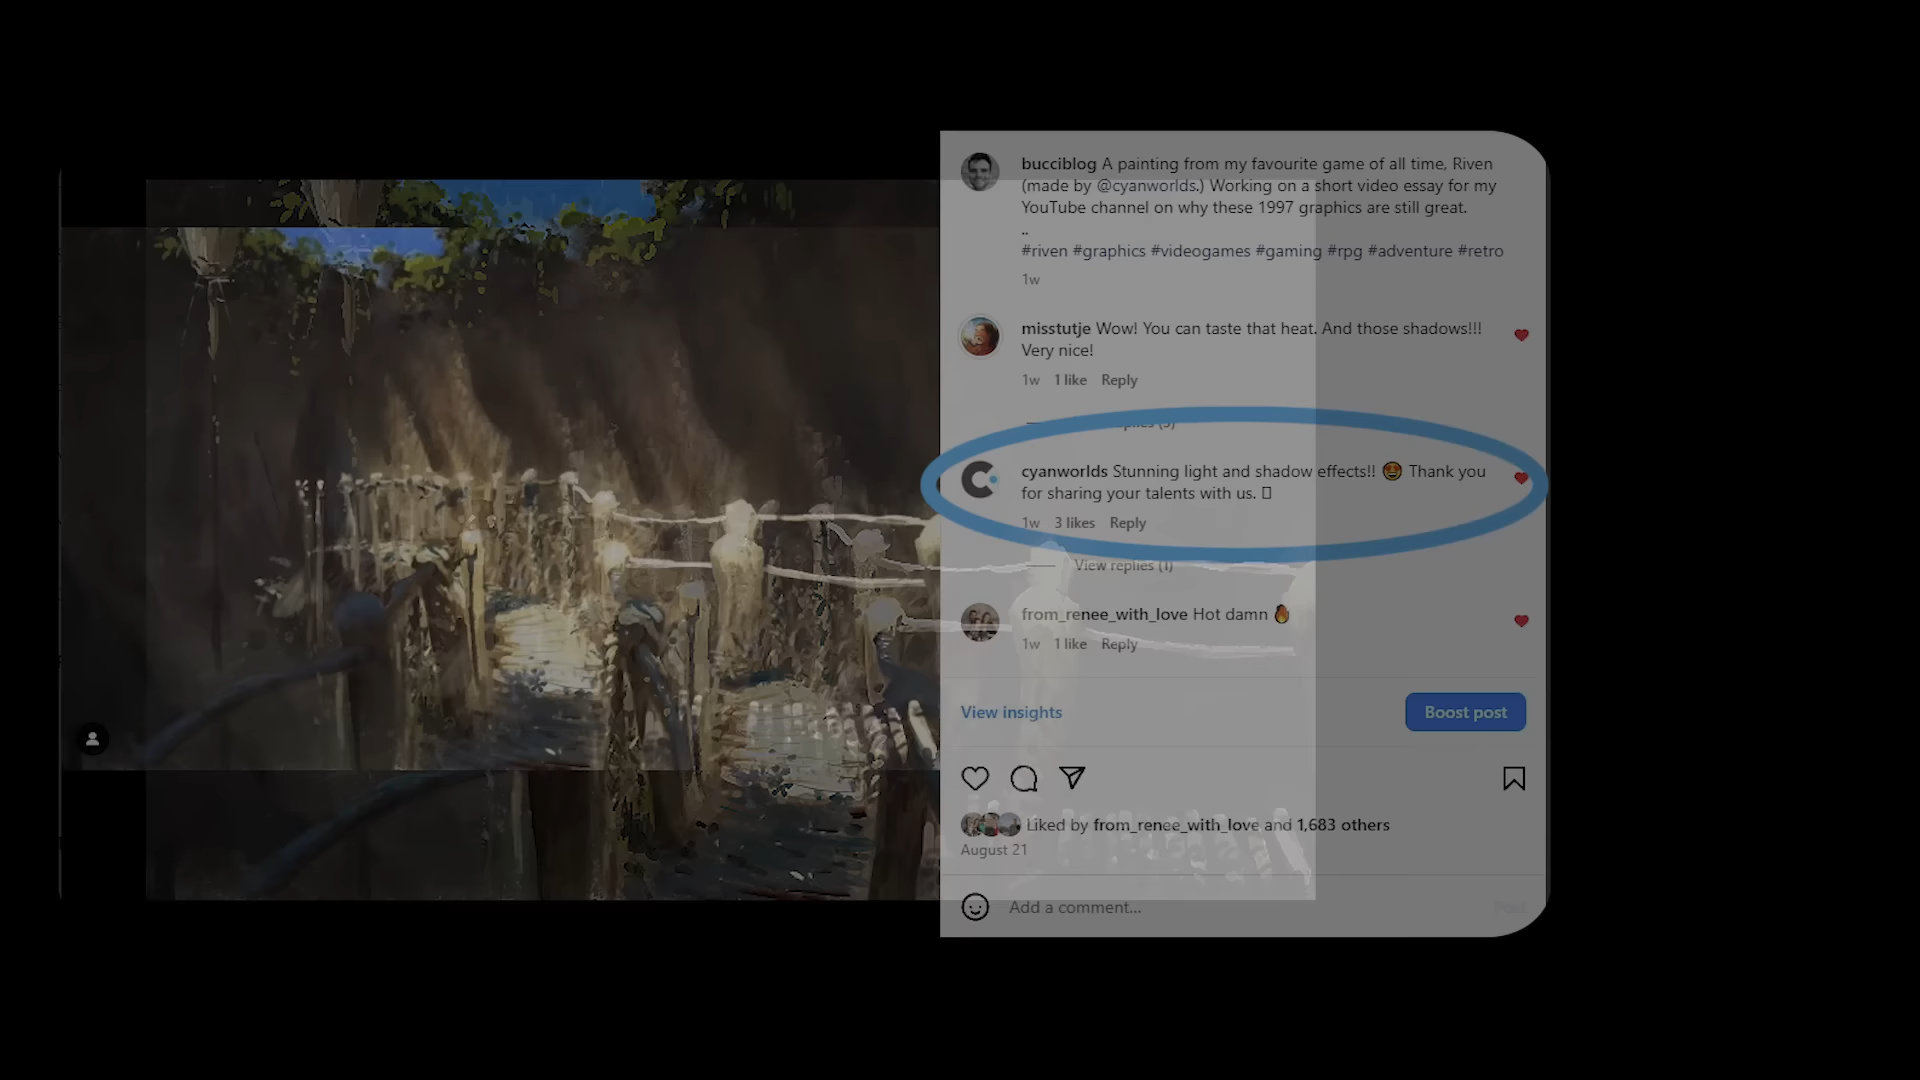 bucciblog A painting from my favourite game of all time, Riven
(made by @cyanworlds.) Working on a short video essay for my
YouTube channel on why these 1997 graphics are still great.
..
#riven #graphics #videogames #gaming #rpg #adventure #retro
1w
misstutje Wow! You can taste that heat. And those shadows!!!
Very nice!
1w 1 like Reply
cyanworlds Stunning light and shadow effects!! 🤩 Thank you
for sharing your talents with us.
1w 3 likes Reply
View replies (1)
from_renee_with_love Hot damn 🔥
1w 1 like Reply
View insights
Boost post
Liked by from_renee_with_love and 1,683 others
August 21
Add a comment...
Post